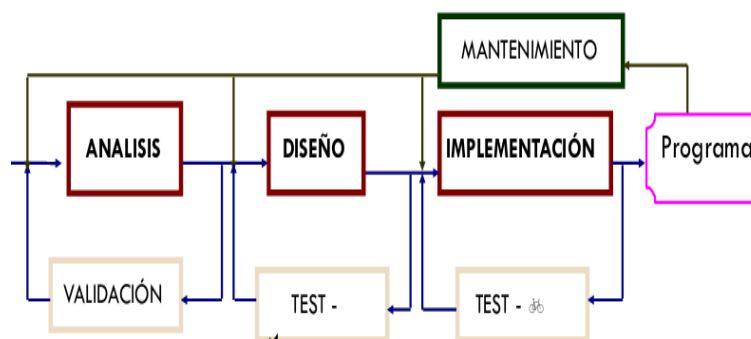 MANTENIMIENTO
ANALISIS
DISEÑO
IMPLEMENTACIÓN
Programa
VALIDACIÓN
TEST -
TEST - 🚲